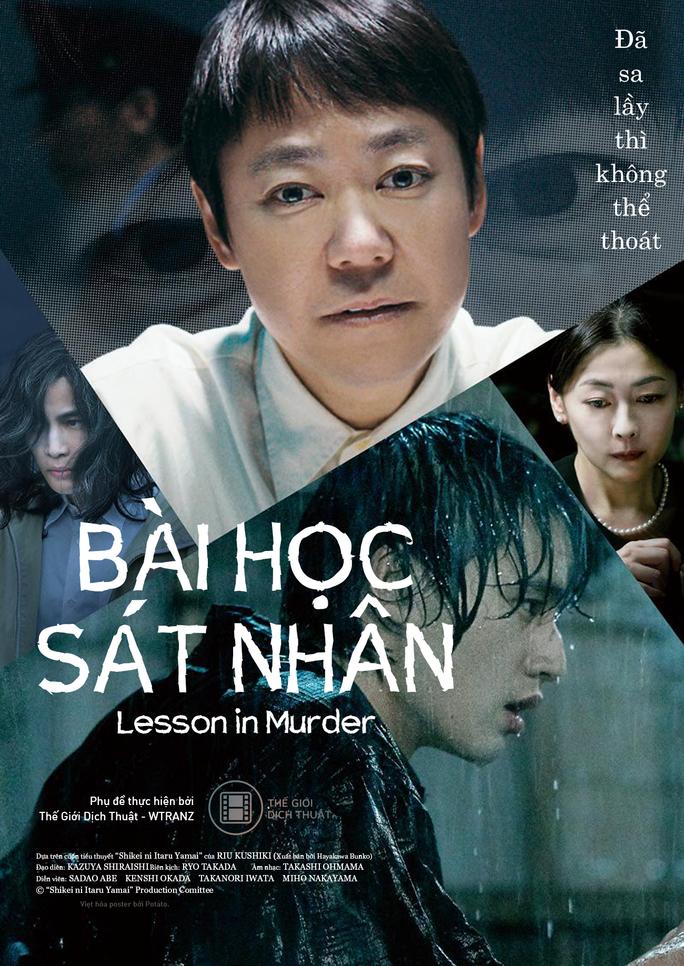 Đã
sa
lầy
thì
không
thể
thoát
BÀI HỌC
SÁT NHÂN
Lesson in Murder
Phụ đề thực hiện bởi
Thế Giới Dịch Thuật - WTRANZ
THẾ GIỚI
DỊCH THUẬT
Dựa trên cuốn tiểu thuyết "Shikei ni Itaru Yamai" của RIU KUSHIKI (Xuất bản bởi Hayakawa Bunko)
Đạo diễn: KAZUYA SHIRAISHI Biên kịch: RYO TAKADA Âm nhạc: TAKASHI OHMAMA
Diễn viên: SADAO ABE KENSHI OKADA TAKANORI IWATA MIHO NAKAYAMA
© "Shikei ni Itaru Yamai" Production Comittee
Việt hóa poster bởi Potato.